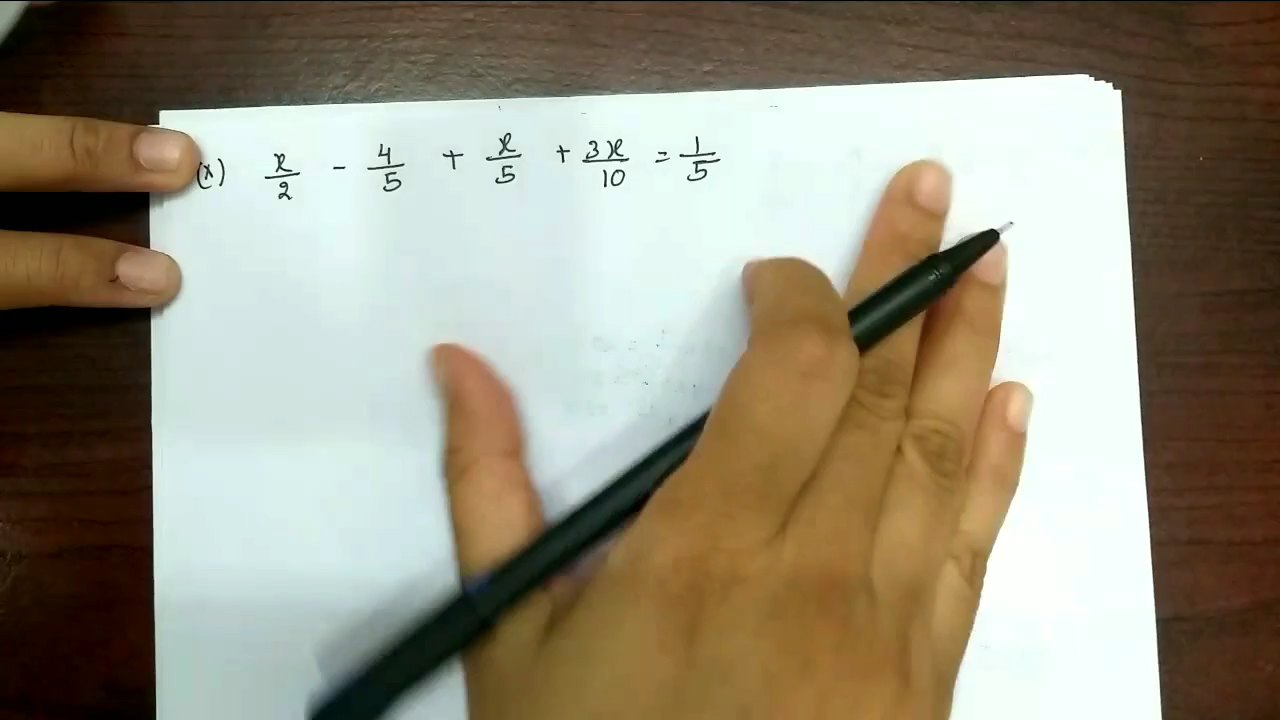 (x) x/2 - 4/5 + x/5 + 3x/10 = 1/5